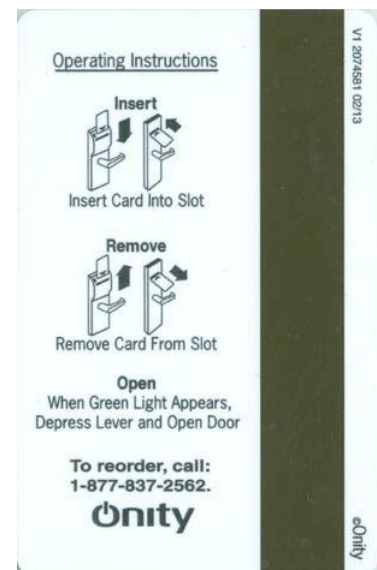 Operating Instructions
Insert
Insert Card Into Slot
Remove
Remove Card From Slot
Open
When Green Light Appears,
Depress Lever and Open Door
To reorder, call:
1-877-837-2562.
Onity
V1 2074581 02/13
©Onity